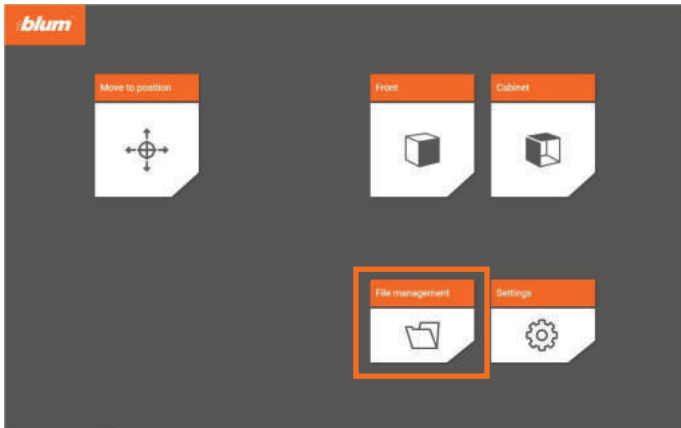 blum
Move to position
Front
Cabinet
File management
Settings